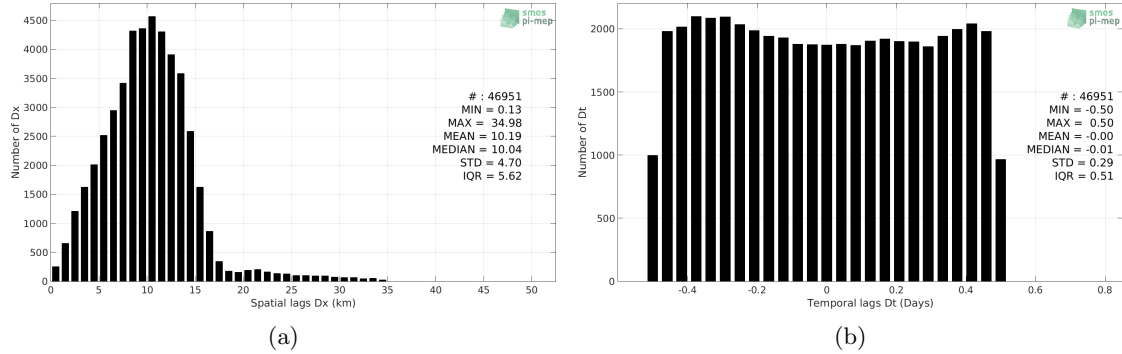 4500
4000
3500
3000
2500
2000
1500
1000
500
0
Number of Dx
smos
pi-mep
# : 46951
MIN = 0.13
MAX = 34.98
MEAN = 10.19
MEDIAN = 10.04
STD = 4.70
IQR = 5.62
0 5 10 15 20 25 30 35 40 45 50
Spatial lags Dx (km)
(a)
2000
1500
1000
500
0
Number of Dt
smos
pi-mep
# : 46951
MIN = -0.50
MAX = 0.50
MEAN = -0.00
MEDIAN = -0.01
STD = 0.29
IQR = 0.51
-0.4 -0.2 0 0.2 0.4 0.6 0.8
Temporal lags Dt (Days)
(b)